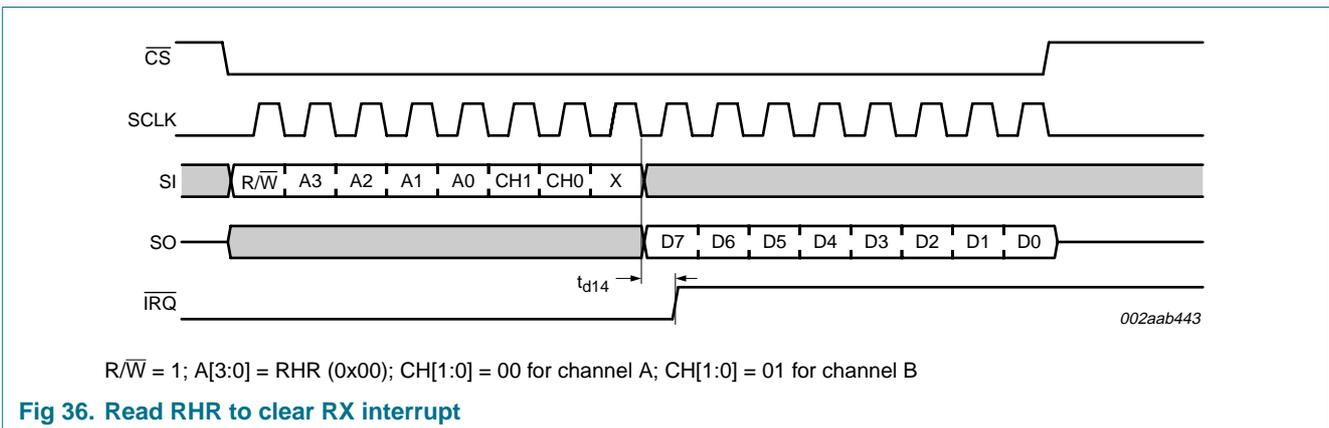 C̅S̅
SCLK
SI R/W̅ A3 A2 A1 A0 CH1 CH0 X
SO D7 D6 D5 D4 D3 D2 D1 D0
td14
I̅R̅Q̅
002aab443
R/W̅ = 1; A[3:0] = RHR (0x00); CH[1:0] = 00 for channel A; CH[1:0] = 01 for channel B
Fig 36. Read RHR to clear RX interrupt